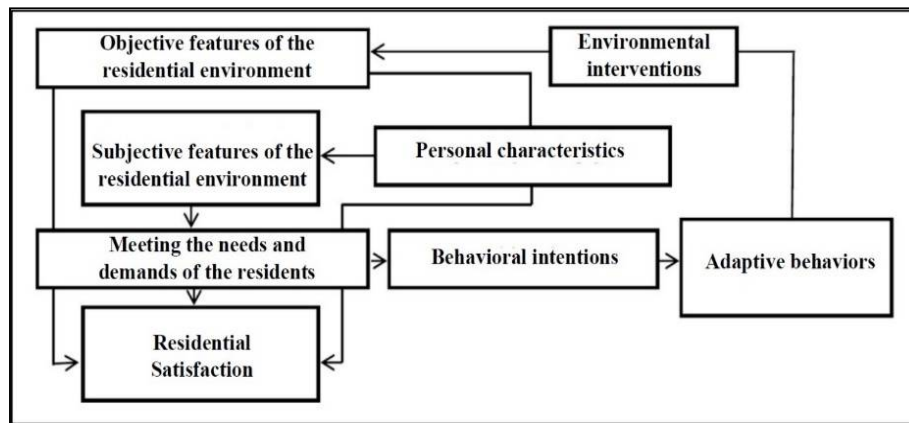 Objective features of the
residential environment
Environmental
interventions
Subjective features of the
residential environment
Personal characteristics
Meeting the needs and
demands of the residents
Behavioral intentions
Adaptive behaviors
Residential
Satisfaction